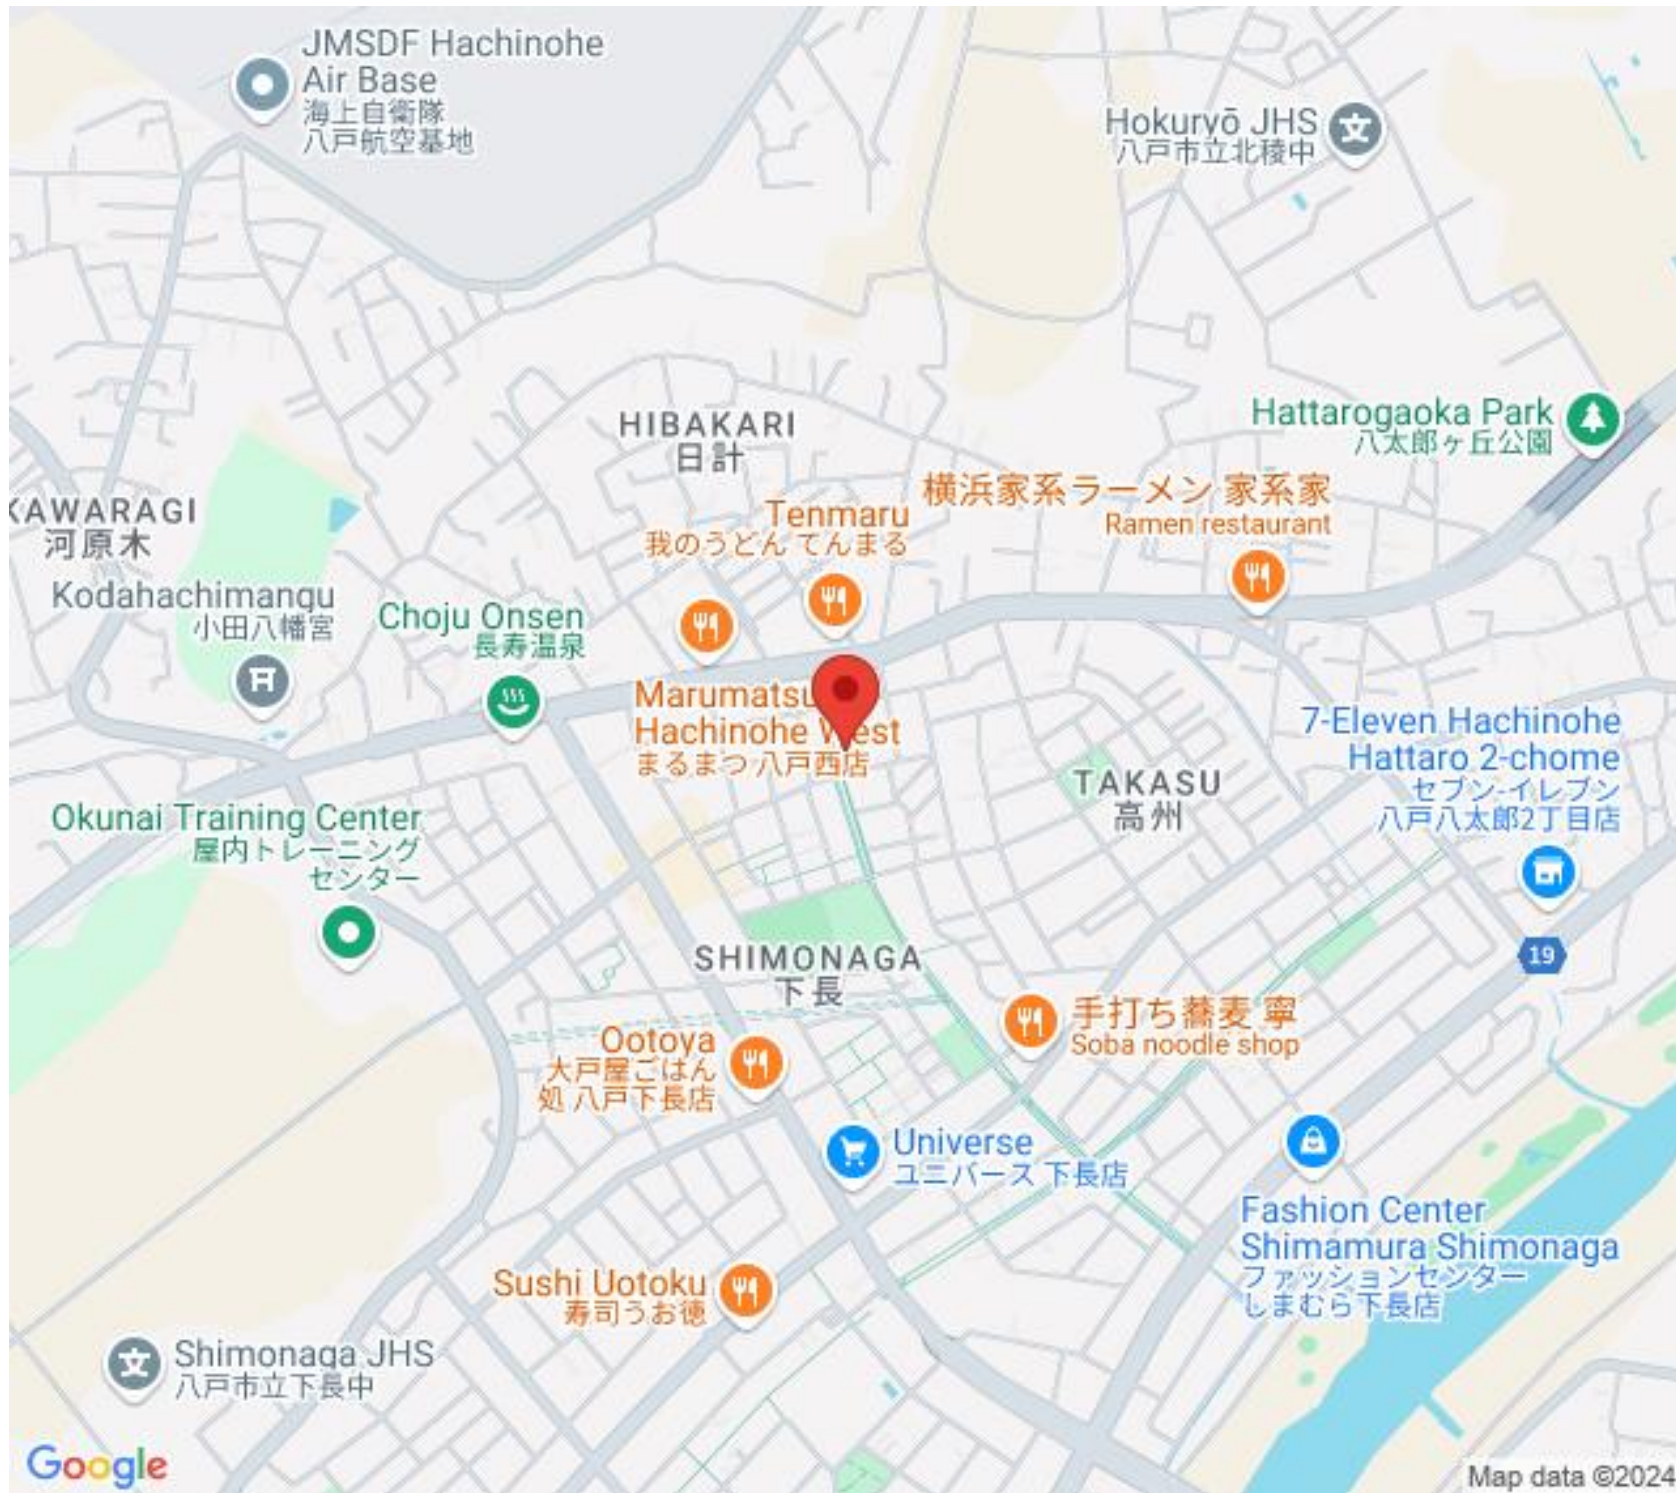 JMSDF Hachinohe
Air Base
海上自衛隊
八戸航空基地
Hokuryō JHS
八戸市立北稜中
Hattarogaoka Park
八太郎ヶ丘公園
HIBAKARI
日計
横浜家系ラーメン 家系家
Ramen restaurant
KAWARAGI
河原木
Tenmaru
我のうどん てんまる
Kodahachimangu
小田八幡宮
Choju Onsen
長寿温泉
Marumatsu
Hachinohe West
まるまつ 八戸西店
7-Eleven Hachinohe
Hattaro 2-chome
セブン-イレブン
八戸八太郎2丁目店
TAKASU
高州
Okunai Training Center
屋内トレーニング
センター
SHIMONAGA
下長
19
手打ち蕎麦 寧
Soba noodle shop
Ootoya
大戸屋ごはん
処 八戸下長店
Universe
ユニバース 下長店
Fashion Center
Shimamura Shimonaga
ファッションセンター
しまむら下長店
Sushi Uotoku
寿司うお徳
Shimonaga JHS
八戸市立下長中
Google
Map data ©2024